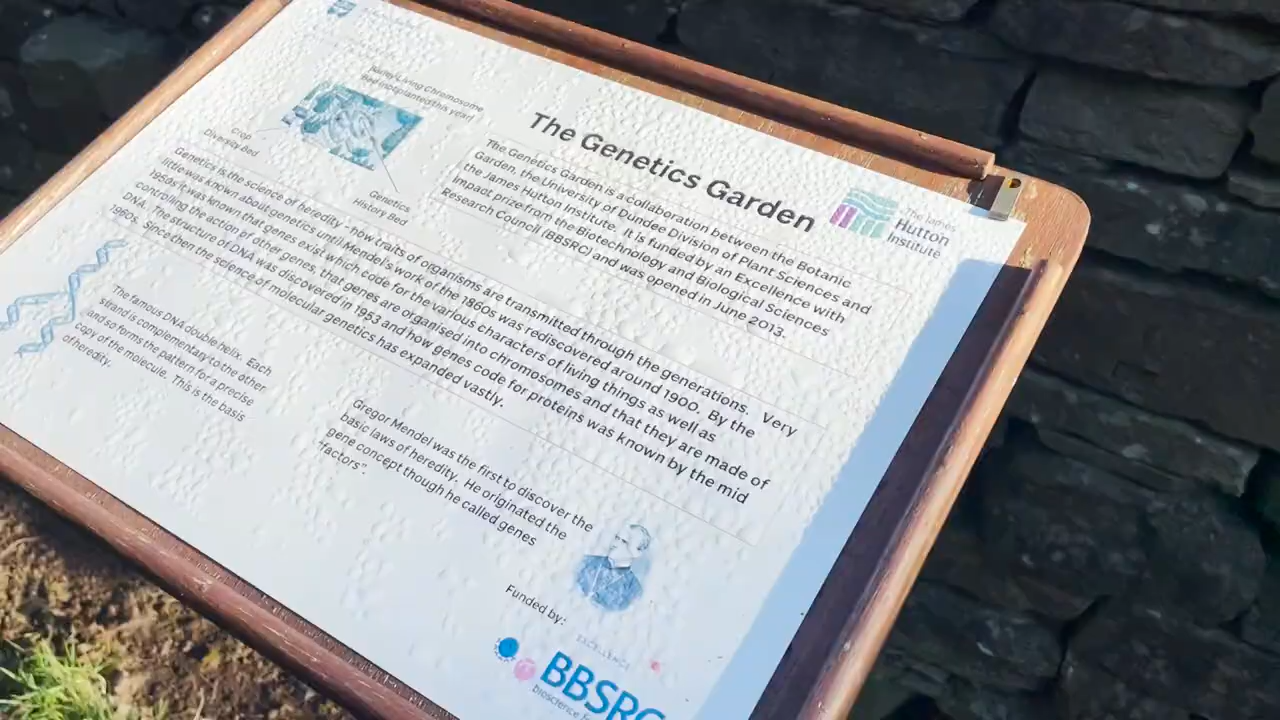 Barley Living Chromosome
Bed (not planted this year)
Crop
Diversity Bed
Genetics
History Bed
The Genetics Garden
The Genetics Garden is a collaboration between the Botanic
Garden, the University of Dundee Division of Plant Sciences and
the James Hutton Institute. It is funded by an Excellence with
Impact prize from the Biotechnology and Biological Sciences
Research Council (BBSRC) and was opened in June 2013.
The James
Hutton
Institute
Genetics is the science of heredity - how traits of organisms are transmitted through the generations. Very
little was known about genetics until Mendel's work of the 1860s was rediscovered around 1900. By the
1950s it was known that genes exist which code for the various characters of living things as well as
controlling the action of other genes, that genes are organised into chromosomes and that they are made of
DNA. The structure of DNA was discovered in 1953 and how genes code for proteins was known by the mid
1960s. Since then the science of molecular genetics has expanded vastly.
The famous DNA double helix. Each
strand is complementary to the other
and so forms the pattern for a precise
copy of the molecule. This is the basis
of heredity.
Gregor Mendel was the first to discover the
basic laws of heredity. He originated the
gene concept though he called genes
"factors".
Funded by:
EXCELLENCE
BBSRC
bioscience